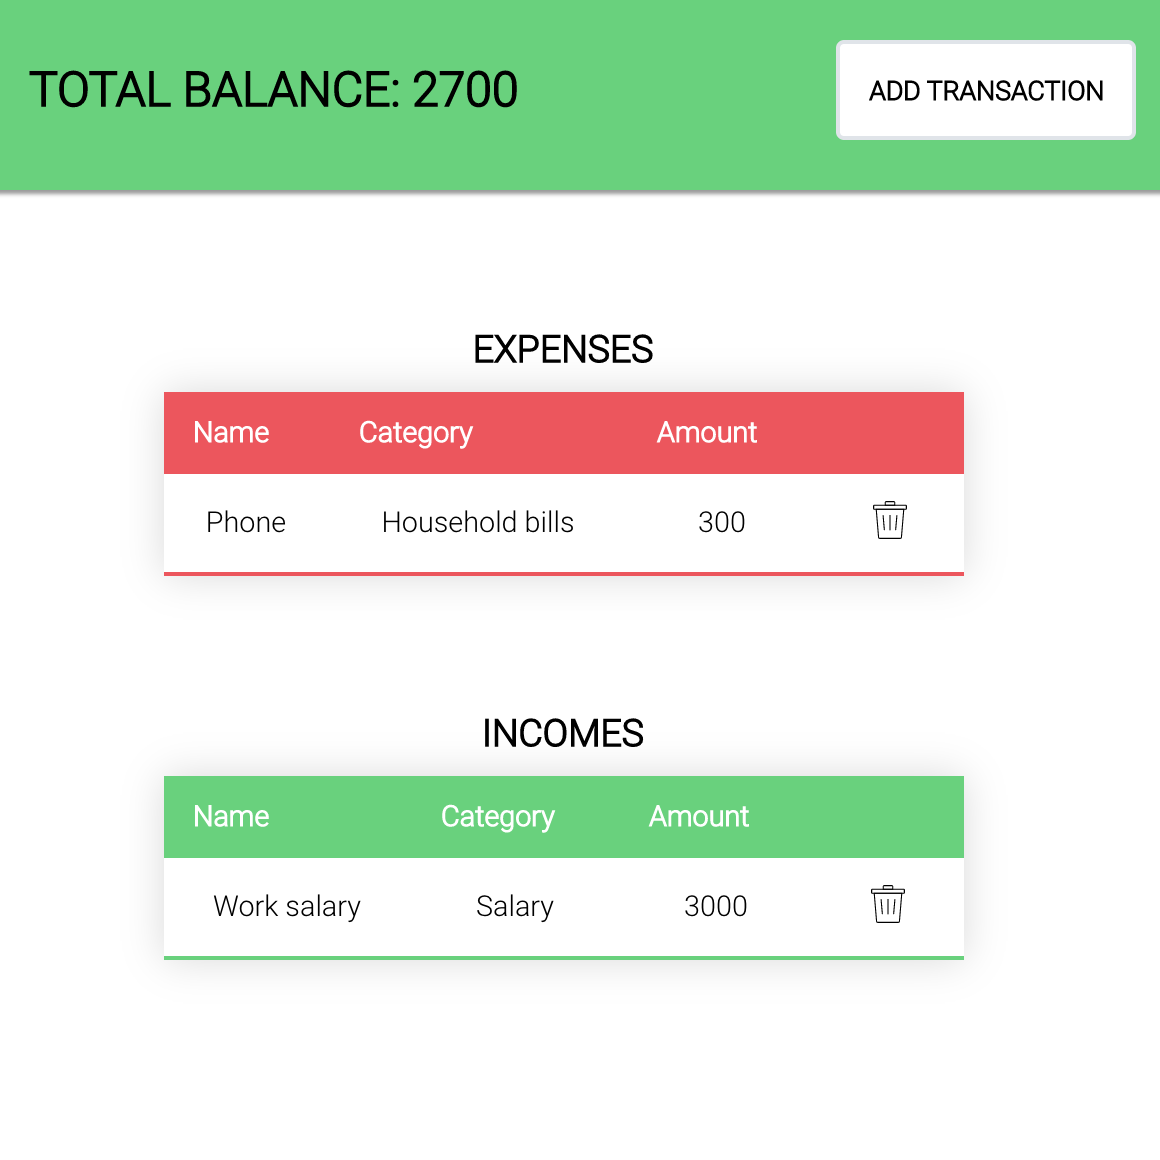 TOTAL BALANCE: 2700
ADD TRANSACTION
EXPENSES
Name Category Amount
Phone Household bills 300
INCOMES
Name Category Amount
Work salary Salary 3000